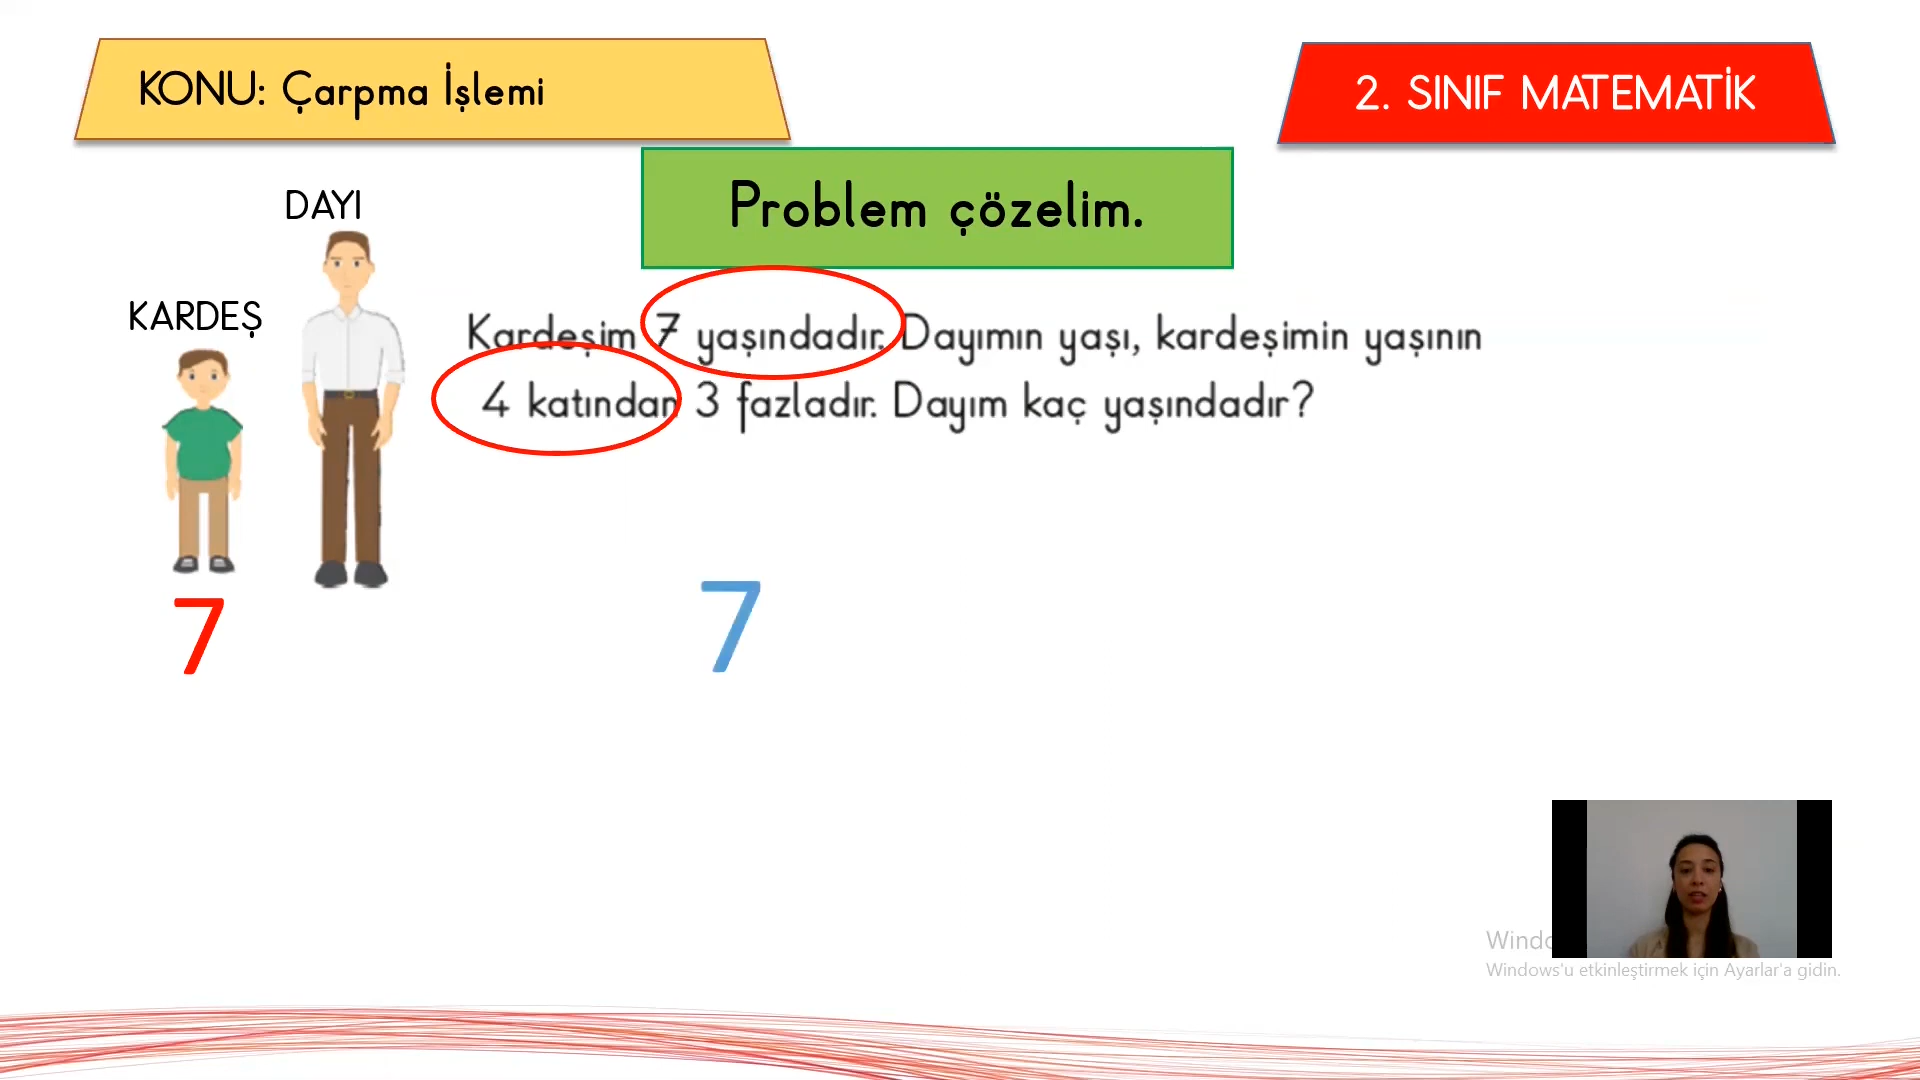 KONU: Çarpma İşlemi
2. SINIF MATEMATİK
Problem çözelim.
DAYI
KARDEŞ
Kardeşim 7 yaşındadır. Dayımın yaşı, kardeşimin yaşının
4 katından 3 fazladır. Dayım kaç yaşındadır?
7
7
Windows'u etkinleştirmek için Ayarlar'a gidin.